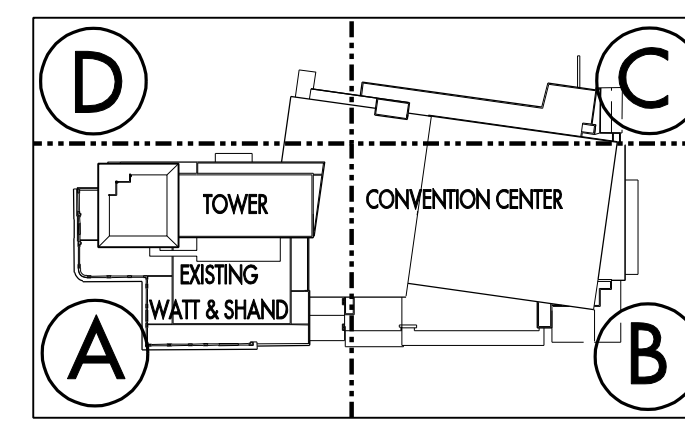 D
C
TOWER
CONVENTION CENTER
EXISTING
WATT & SHAND
A
B